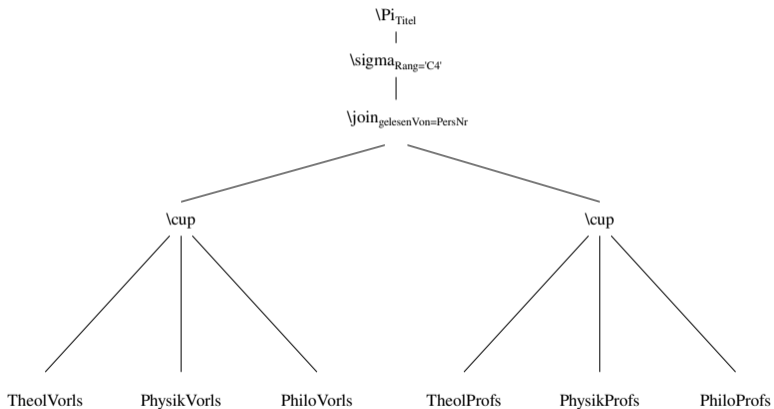 \Pi_Titel
\sigma_Rang='C4'
\join_gelesenVon=PersNr
\cup \cup
TheolVorls PhysikVorls PhiloVorls TheolProfs PhysikProfs PhiloProfs